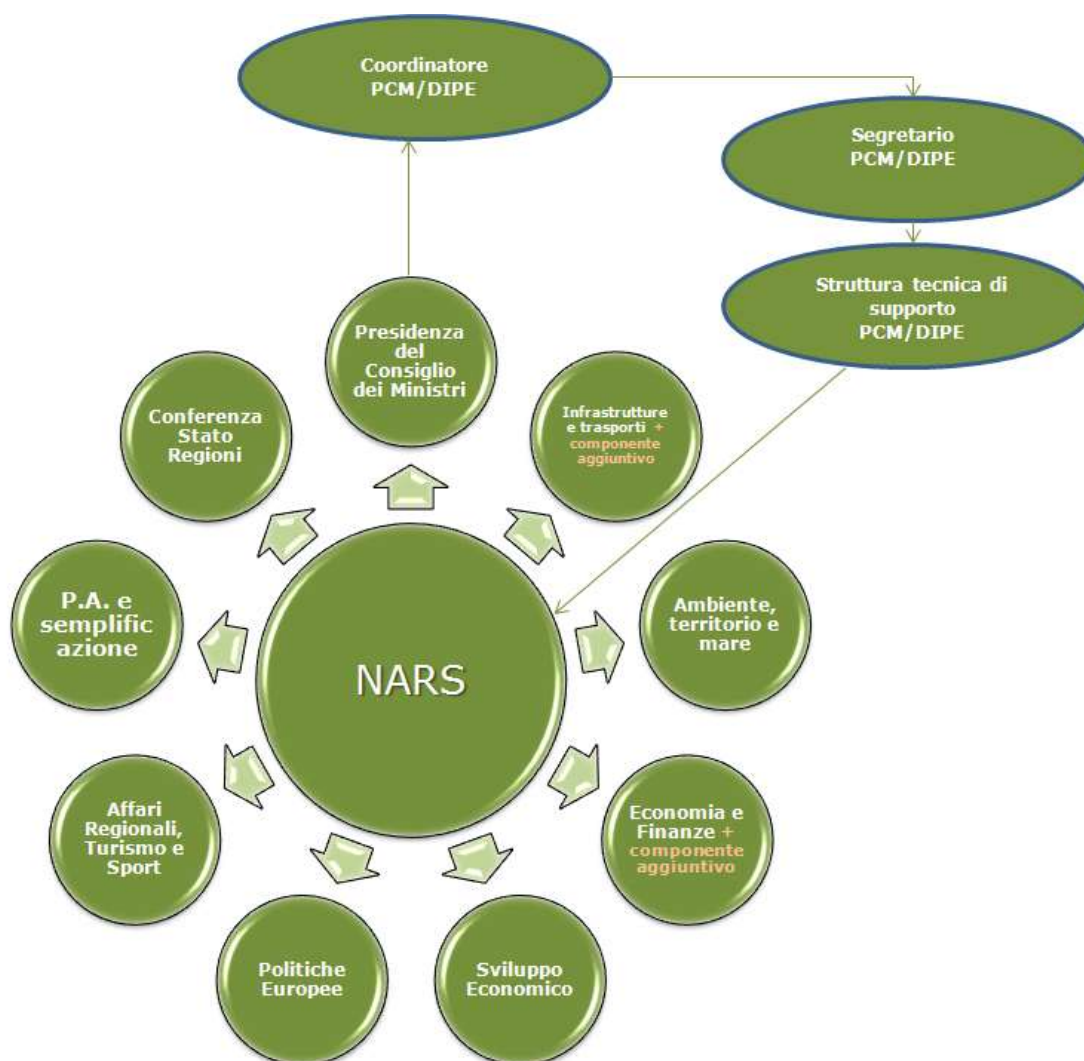 Coordinatore
PCM/DIPE
Segretario
PCM/DIPE
Struttura tecnica di
supporto
PCM/DIPE
Presidenza
del
Consiglio
dei Ministri
Infrastrutture
e trasporti +
componente
aggiuntivo
Ambiente,
territorio e
mare
Economia e
Finanze +
componente
aggiuntivo
Sviluppo
Economico
Politiche
Europee
Affari
Regionali,
Turismo e
Sport
P.A. e
semplific
azione
Conferenza
Stato
Regioni
NARS